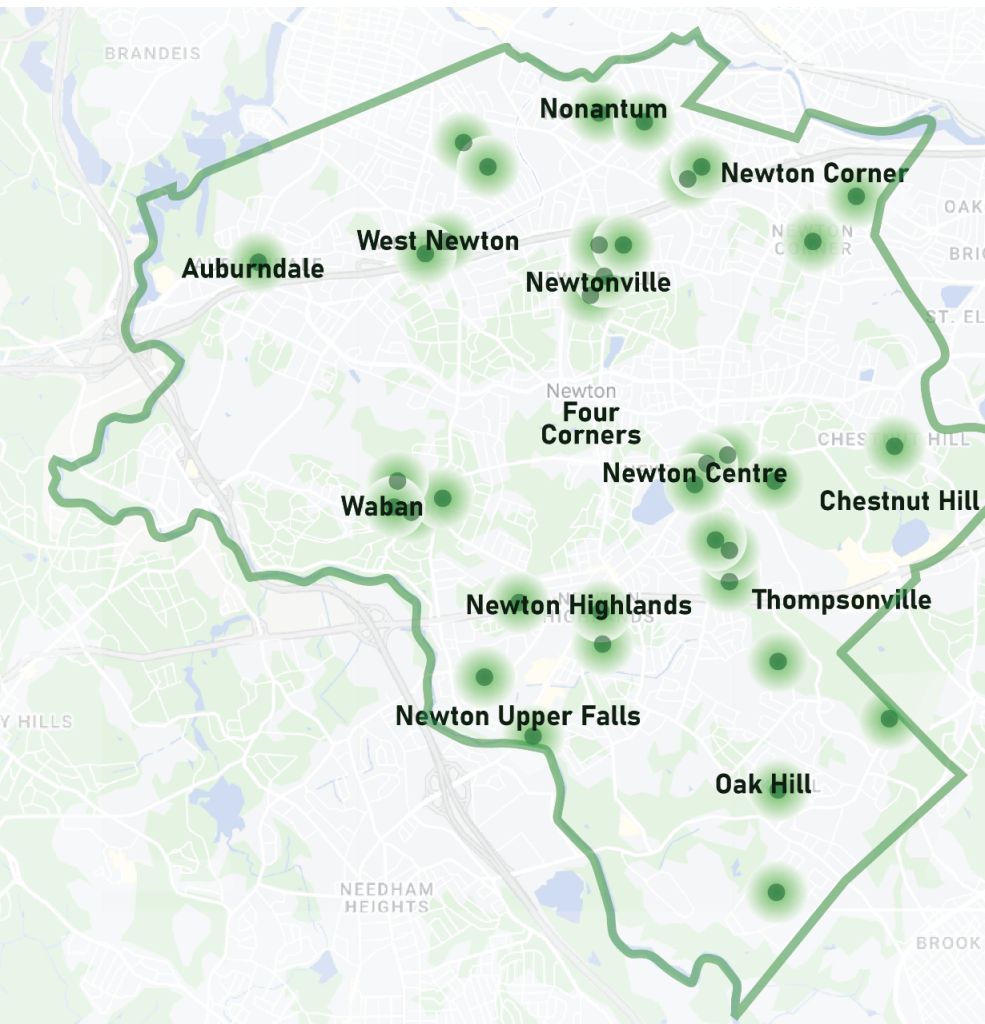 BRANDEIS
Nonantum
Newton Corner
OAK
West Newton
NEWTON
CORNER
BRIG
Auburndale
Newtonville
ST. EL
Newton
Four
Corners
CHESTNUT HILL
Newton Centre
Waban
Chestnut Hill
Newton Highlands
Thompsonville
HIGHLANDS
Y HILLS
Newton Upper Falls
Oak Hill
NEEDHAM
HEIGHTS
BROOK